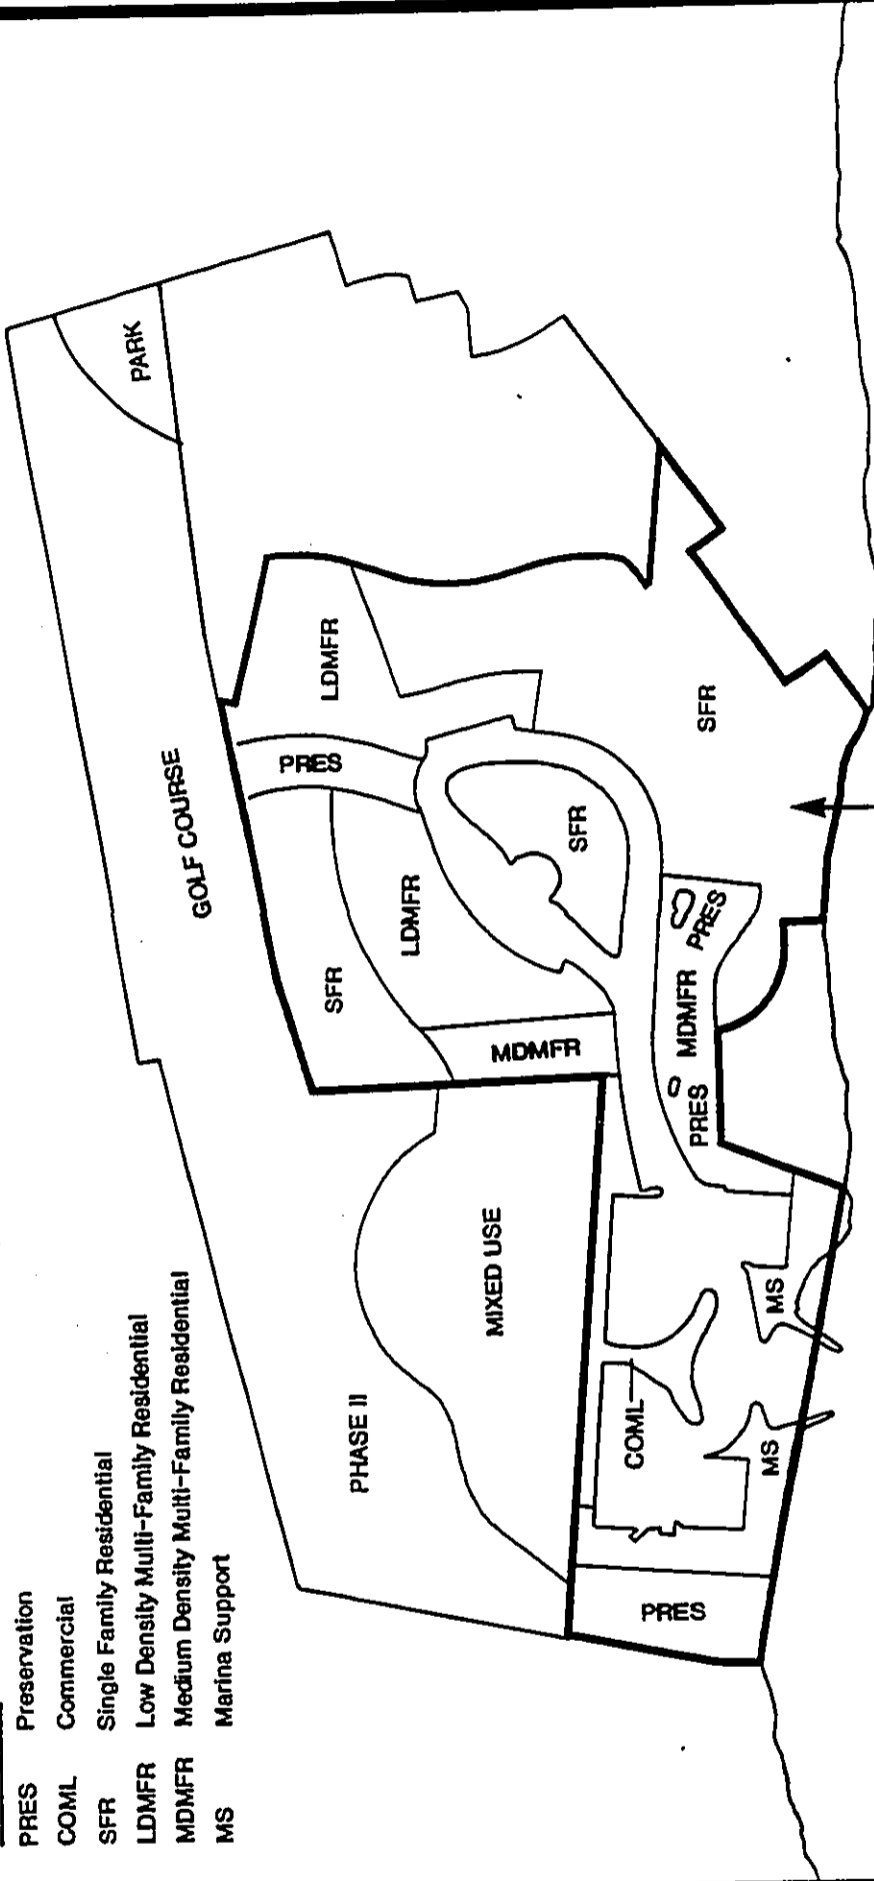 PRES Preservation
COML Commercial
SFR Single Family Residential
LDMFR Low Density Multi-Family Residential
MDMFR Medium Density Multi-Family Residential
MS Marina Support
PARK
GOLF COURSE
LDMFR
PRES
SFR
LDMFR
SFR
SFR
MDMFR
PRES
MDMFR
PRES
PHASE II
MIXED USE
COML
MS
MS
PRES